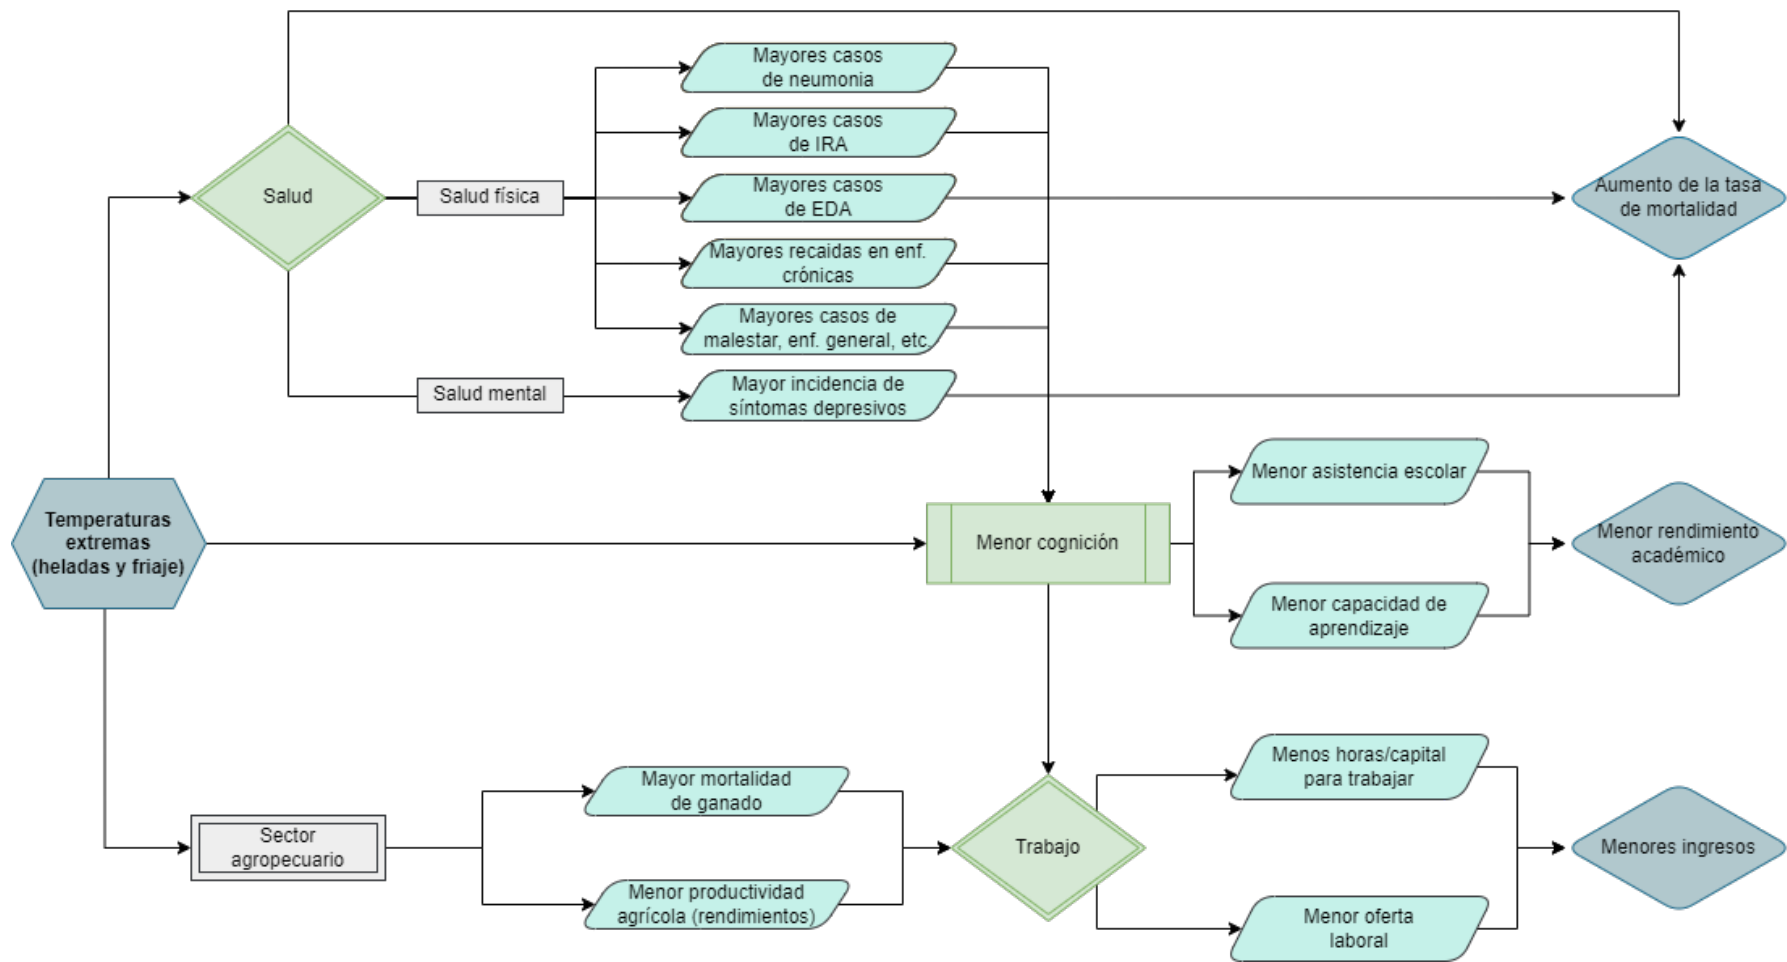 Mayores casos
de neumonia
Mayores casos
de IRA
Salud
Salud física
Mayores casos
de EDA
Aumento de la tasa
de mortalidad
Mayores recaidas en enf.
crónicas
Mayores casos de
malestar, enf. general, etc.
Salud mental
Mayor incidencia de
síntomas depresivos
Temperaturas
extremas
(heladas y friaje)
Menor cognición
Menor asistencia escolar
Menor capacidad de
aprendizaje
Menor rendimiento
académico
Sector
agropecuario
Mayor mortalidad
de ganado
Menor productividad
agrícola (rendimientos)
Trabajo
Menos horas/capital
para trabajar
Menor oferta
laboral
Menores ingresos